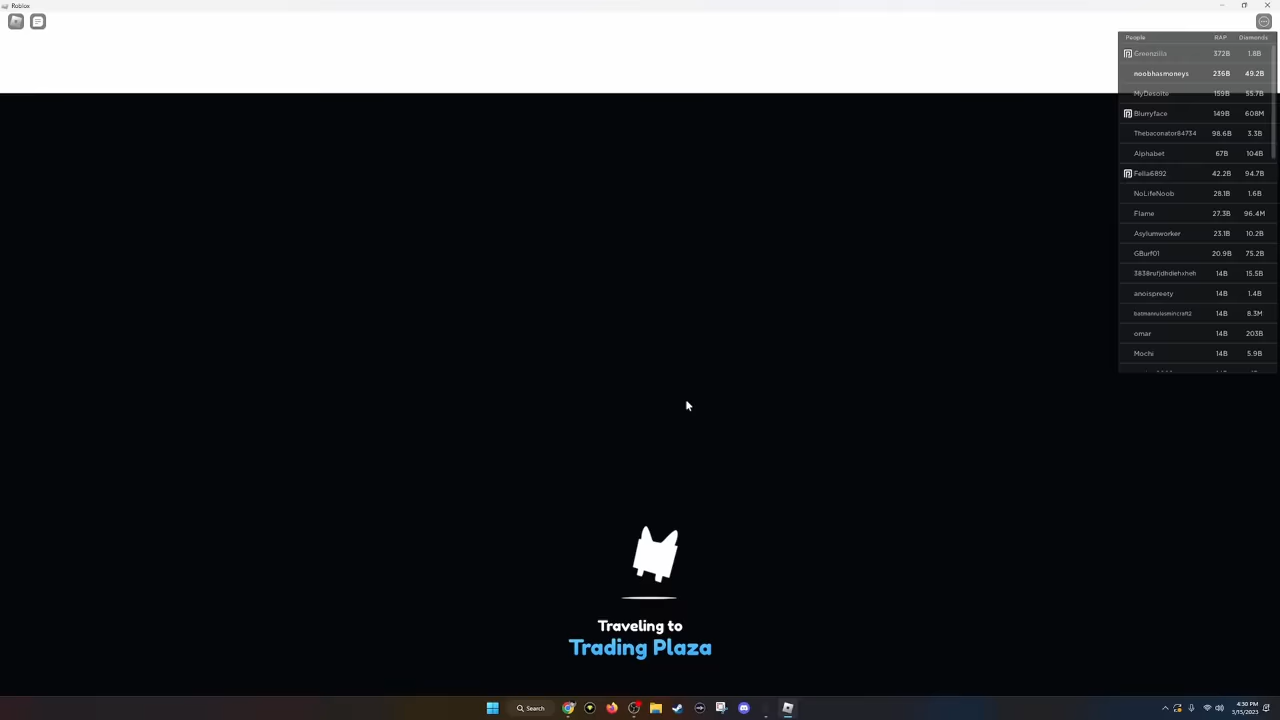 Roblox
People RAP Diamonds
Greenzilla 372B 1.8B
noobhasmoneys 236B 49.2B
MyDesolte 159B 55.7B
Blurryface 149B 608M
Thebaconator84734 98.6B 3.3B
Alphabet 67B 104B
Fella6892 42.2B 94.7B
NoLifeNoob 28.1B 1.6B
Flame 27.3B 96.4M
Asylumworker 23.1B 10.2B
GBurf01 20.9B 75.2B
14B 15.5B
anoispreety 14B 1.4B
batmanrulesmincraft2 14B 8.3M
omar 14B 203B
Mochi 14B 5.9B
Traveling to
Trading Plaza
Search
4:30 PM